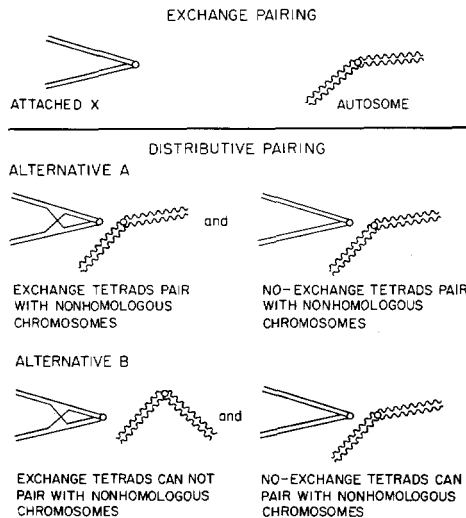 EXCHANGE PAIRING
ATTACHED X
AUTOSOME
DISTRIBUTIVE PAIRING
ALTERNATIVE A
and
EXCHANGE TETRADS PAIR
WITH NONHOMOLOGOUS
CHROMOSOMES
NO-EXCHANGE TETRADS PAIR
WITH NONHOMOLOGOUS
CHROMOSOMES
ALTERNATIVE B
and
EXCHANGE TETRADS CAN NOT
PAIR WITH NONHOMOLOGOUS
CHROMOSOMES
NO-EXCHANGE TETRADS CAN
PAIR WITH NONHOMOLOGOUS
CHROMOSOMES